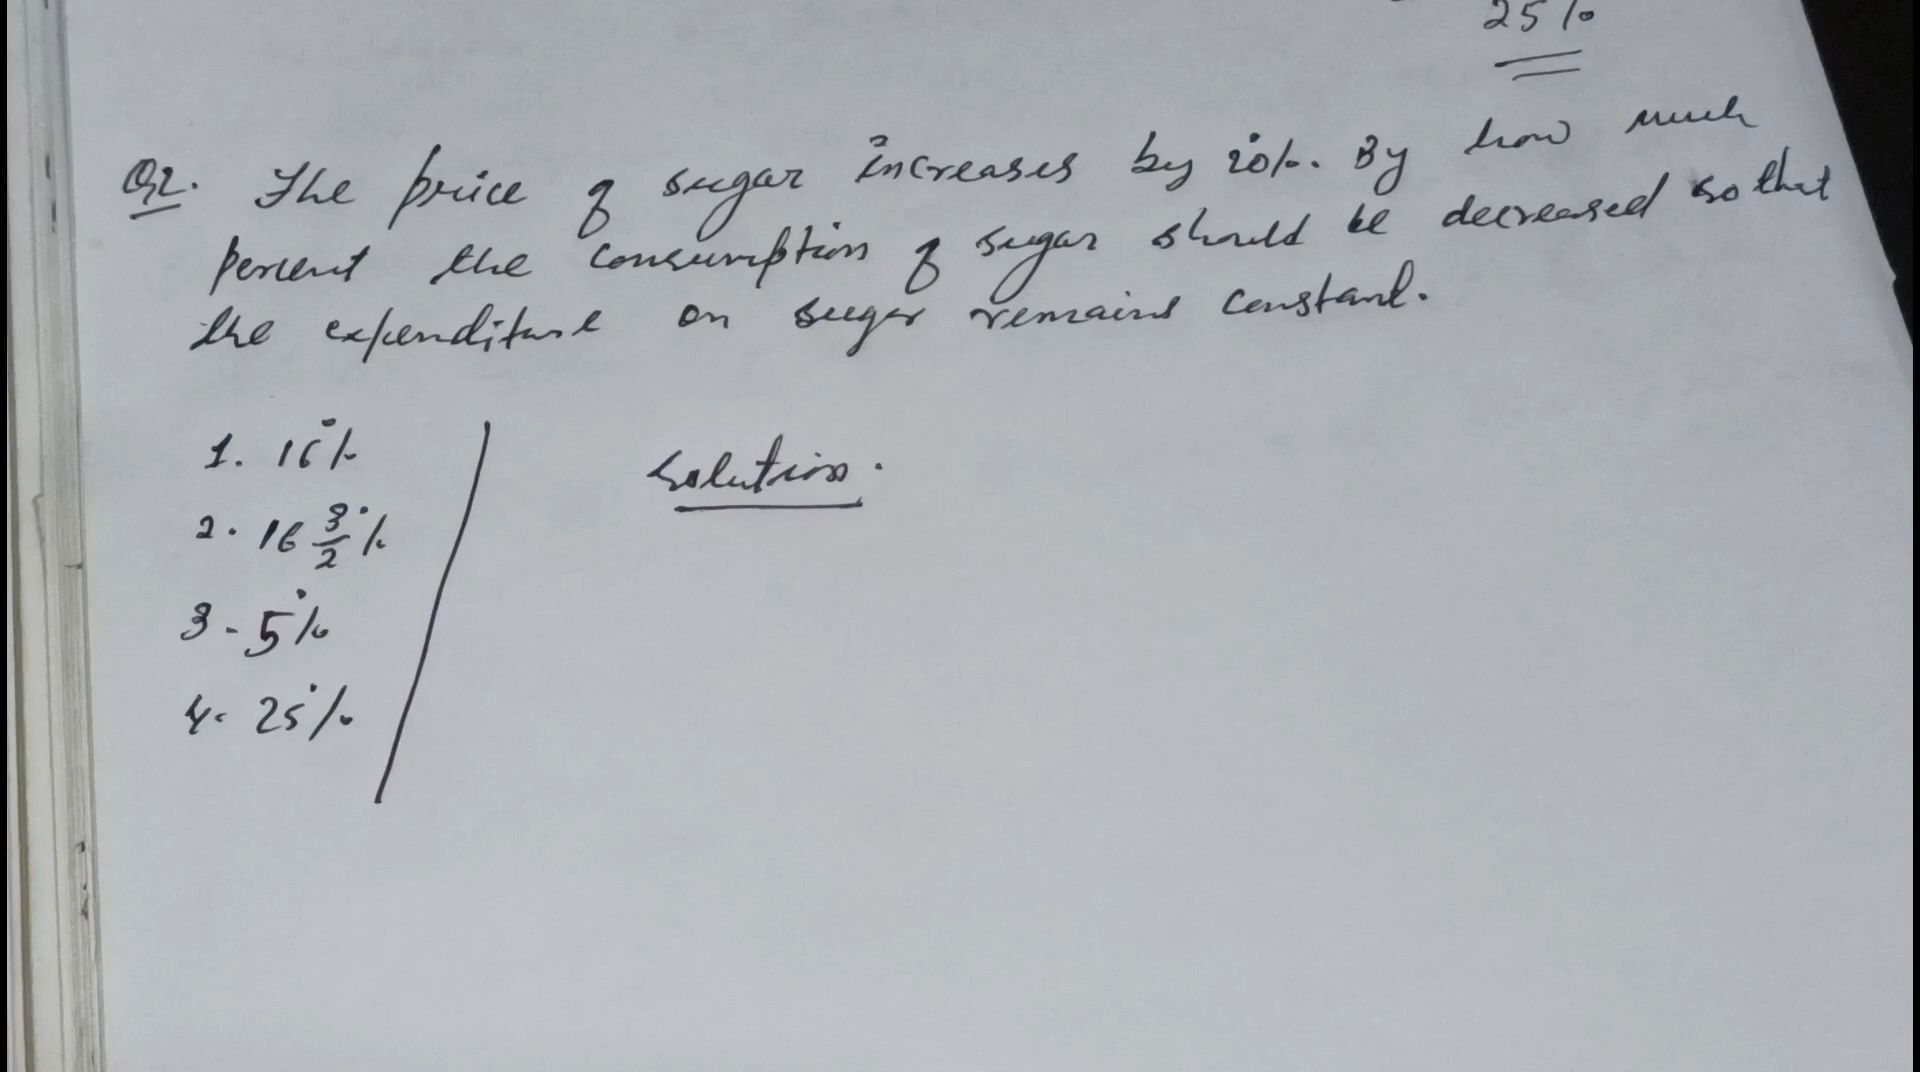 25%
Q2. The price of sugar increases by 20%. By how much
percent the consumption of sugar should be decreased so that
the expenditure on sugar remains constant.
1. 16%
2. 16 3/2 %
3 - 5%
4. 25%
Solution.